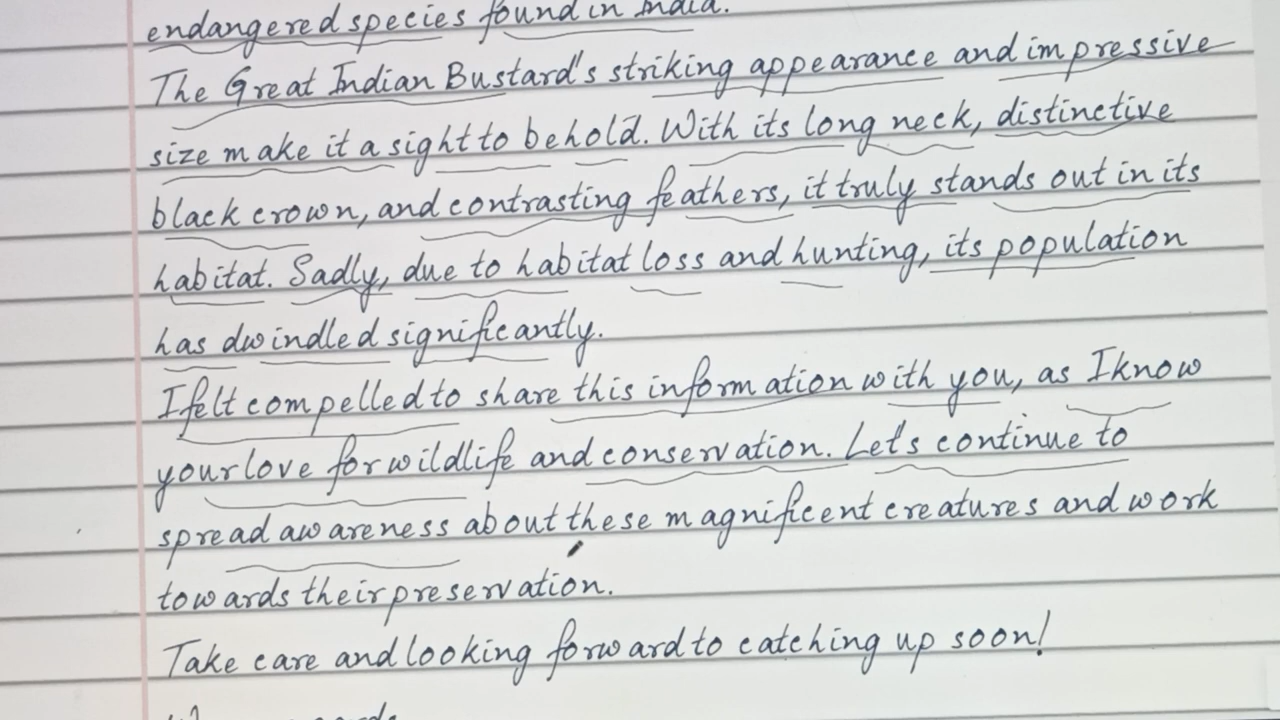 endangered species found in India.
The Great Indian Bustard's striking appearance and impressive
size make it a sight to behold. With its long neck, distinctive
black crown, and contrasting feathers, it truly stands out in its
habitat. Sadly, due to habitat loss and hunting, its population
has dwindled significantly.
I felt compelled to share this information with you, as I know
your love for wildlife and conservation. Let's continue to
spread awareness about these magnificent creatures and work
towards their preservation.
Take care and looking forward to catching up soon!